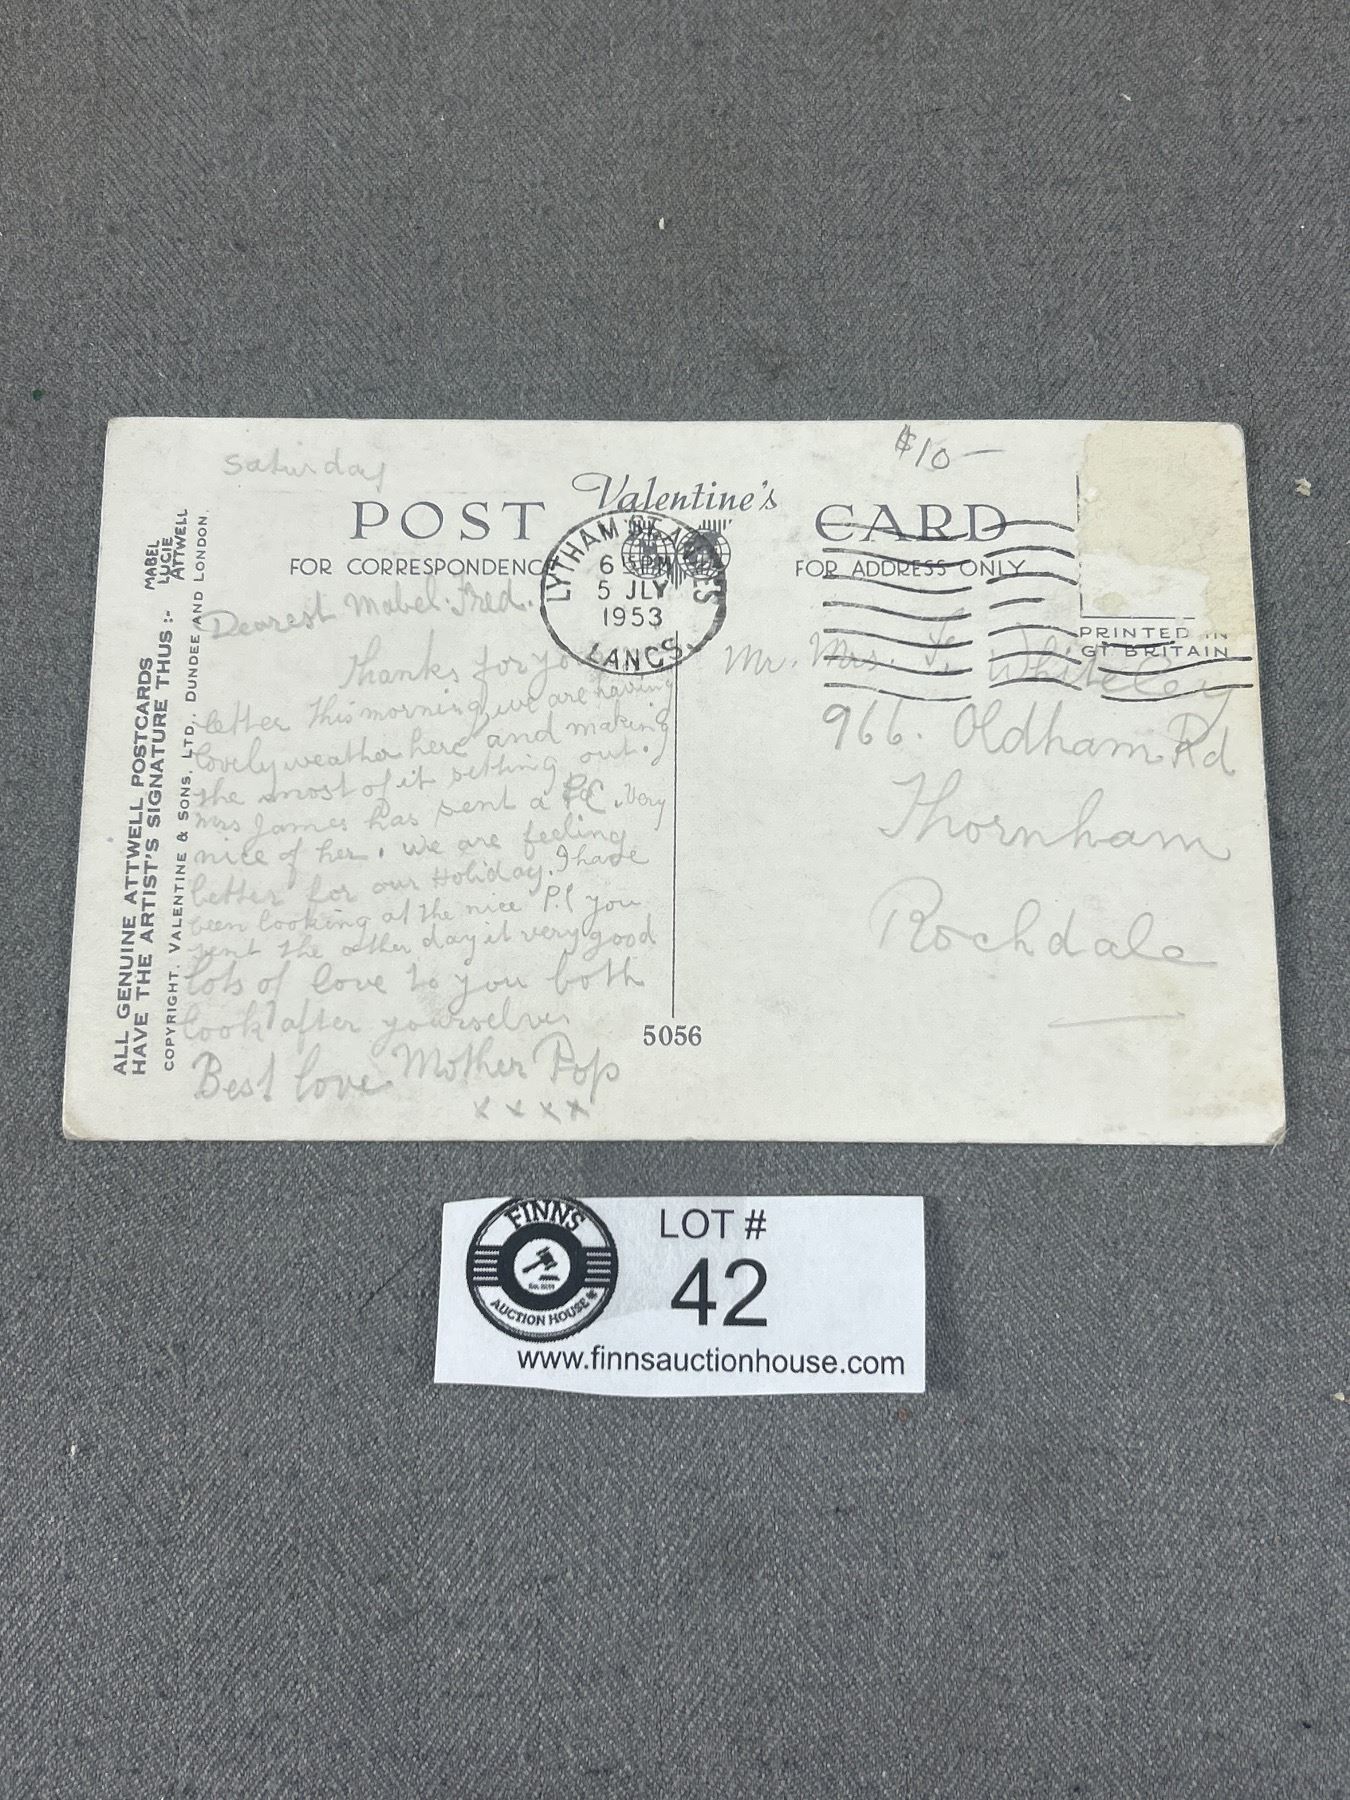 $10 —
Saturday
Valentine's
POST CARD
FOR CORRESPONDENCE
FOR ADDRESS ONLY
LYTHAM ST ANNES
6 15 PM
5 JLY
1953
LANCS.
PRINTED IN
GT BRITAIN
Dearest Mabel. Fred.
Thanks for your
letter this morning, we are having
lovely weather here and making
the most of it setting out.
Mrs James has sent a P.C. Very
nice of her. we are feeling
better for our Holiday. I have
been looking at the nice P.C you
sent the other day it very good
lots of love to you both
look after yourselves
Best love Mother Pop
x x x x
Mr. Mrs. F. Whiteley
966. Oldham Rd
Thornham
Rochdale
5056
ALL GENUINE ATTWELL POSTCARDS
HAVE THE ARTIST'S SIGNATURE THUS :-
MABEL
LUCIE
ATTWELL
COPYRIGHT. VALENTINE & SONS, LTD., DUNDEE AND LONDON.
FINNS
AUCTION HOUSE
LOT #
42
www.finnsauctionhouse.com